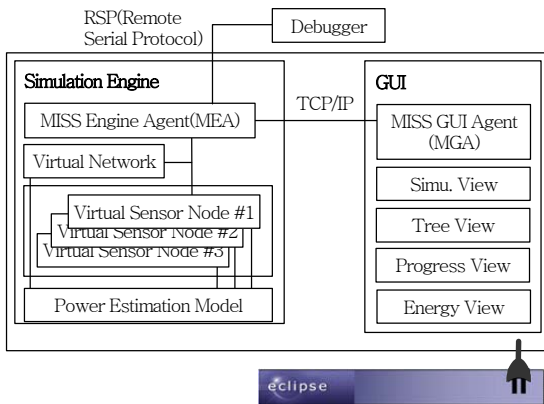 RSP(Remote
Serial Protocol)
Debugger
Simulation Engine
MISS Engine Agent(MEA)
Virtual Network
Virtual Sensor Node #1
Virtual Sensor Node #2
Virtual Sensor Node #3
Power Estimation Model
TCP/IP
GUI
MISS GUI Agent
(MGA)
Simu. View
Tree View
Progress View
Energy View
eclipse